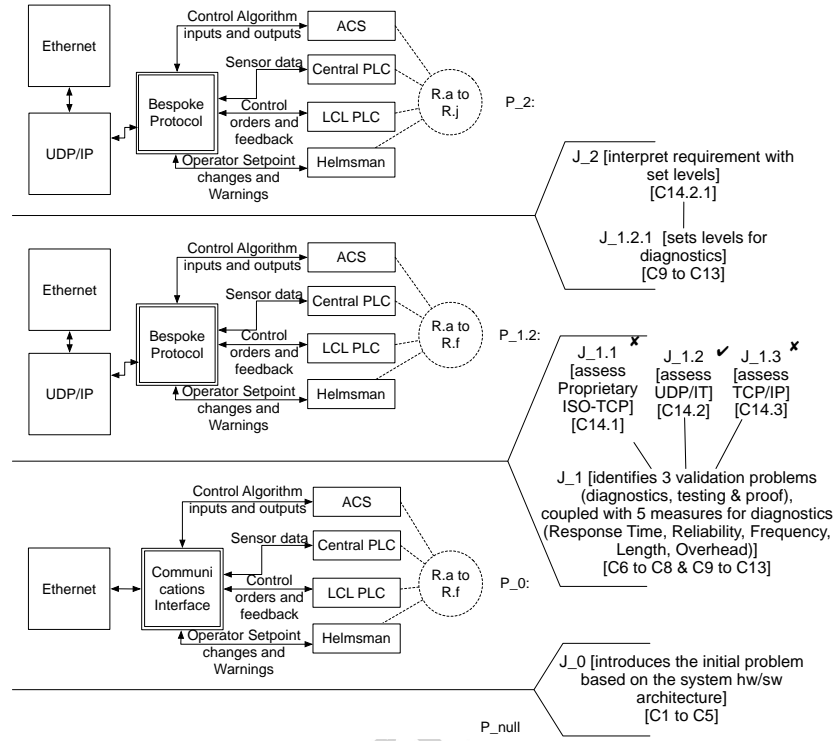 Control Algorithm
inputs and outputs
ACS
Ethernet
Sensor data
Central PLC
Bespoke
Protocol
R.a to
R.j
P_2:
Control
orders and
feedback
LCL PLC
UDP/IP
Operator Setpoint
changes and
Warnings
Helmsman
J_2 [interpret requirement with
set levels]
[C14.2.1]
J_1.2.1 [sets levels for
diagnostics]
[C9 to C13]
Control Algorithm
inputs and outputs
ACS
Ethernet
Sensor data
Central PLC
Bespoke
Protocol
R.a to
R.f
P_1.2:
Control
orders and
feedback
LCL PLC
UDP/IP
Operator Setpoint
changes and
Warnings
Helmsman
J_1.1 ✘
[assess
Proprietary
ISO-TCP]
[C14.1]
J_1.2 ✔
[assess
UDP/IT]
[C14.2]
J_1.3 ✘
[assess
TCP/IP]
[C14.3]
J_1 [identifies 3 validation problems
(diagnostics, testing & proof),
coupled with 5 measures for diagnostics
(Response Time, Reliability, Frequency,
Length, Overhead)]
[C6 to C8 & C9 to C13]
Control Algorithm
inputs and outputs
ACS
Sensor data
Central PLC
Ethernet
Communi
cations
Interface
R.a to
R.f
P_0:
Control
orders and
feedback
LCL PLC
Operator Setpoint
changes and
Warnings
Helmsman
J_0 [introduces the initial problem
based on the system hw/sw
architecture]
[C1 to C5]
P_null